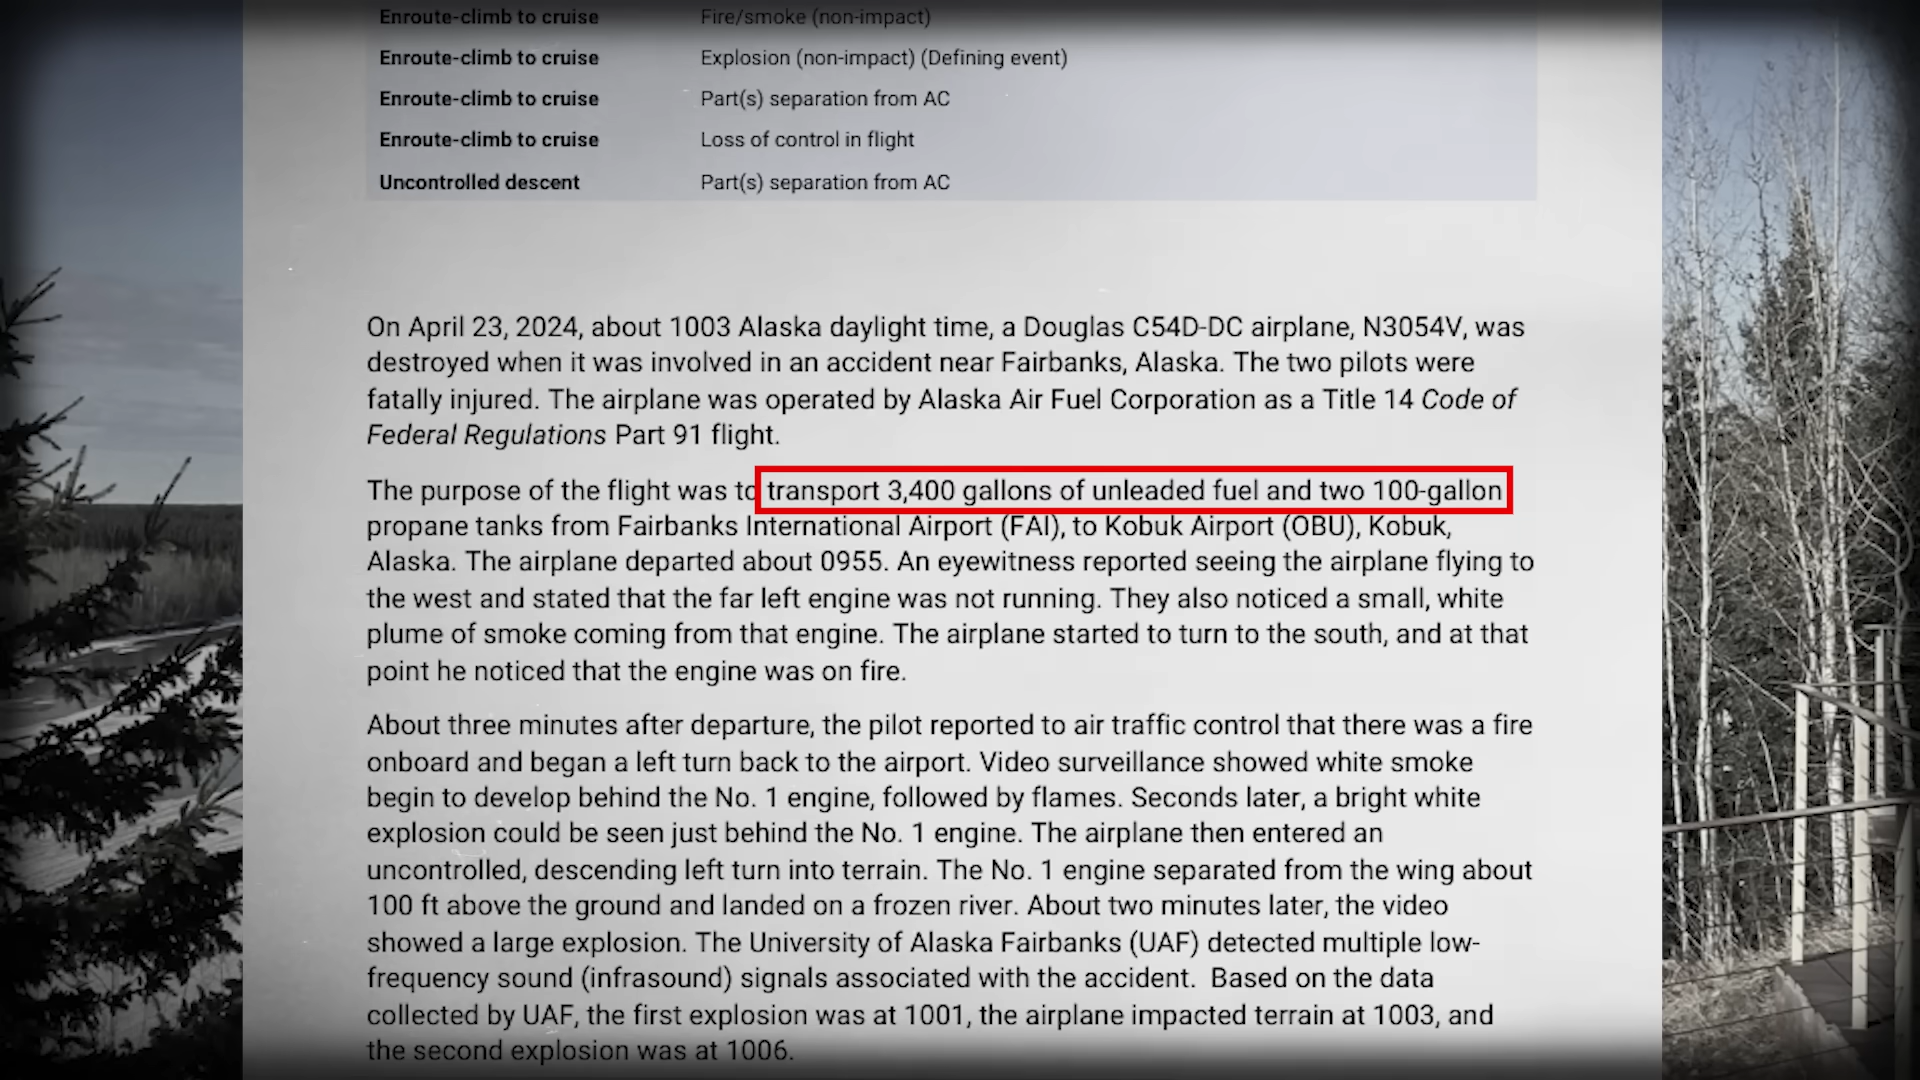 Enroute-climb to cruise Fire/smoke (non-impact)
Enroute-climb to cruise Explosion (non-impact) (Defining event)
Enroute-climb to cruise Part(s) separation from AC
Enroute-climb to cruise Loss of control in flight
Uncontrolled descent Part(s) separation from AC
On April 23, 2024, about 1003 Alaska daylight time, a Douglas C54D-DC airplane, N3054V, was
destroyed when it was involved in an accident near Fairbanks, Alaska. The two pilots were
fatally injured. The airplane was operated by Alaska Air Fuel Corporation as a Title 14 Code of
Federal Regulations Part 91 flight.
The purpose of the flight was to transport 3,400 gallons of unleaded fuel and two 100-gallon
propane tanks from Fairbanks International Airport (FAI), to Kobuk Airport (OBU), Kobuk,
Alaska. The airplane departed about 0955. An eyewitness reported seeing the airplane flying to
the west and stated that the far left engine was not running. They also noticed a small, white
plume of smoke coming from that engine. The airplane started to turn to the south, and at that
point he noticed that the engine was on fire.
About three minutes after departure, the pilot reported to air traffic control that there was a fire
onboard and began a left turn back to the airport. Video surveillance showed white smoke
begin to develop behind the No. 1 engine, followed by flames. Seconds later, a bright white
explosion could be seen just behind the No. 1 engine. The airplane then entered an
uncontrolled, descending left turn into terrain. The No. 1 engine separated from the wing about
100 ft above the ground and landed on a frozen river. About two minutes later, the video
showed a large explosion. The University of Alaska Fairbanks (UAF) detected multiple low-
frequency sound (infrasound) signals associated with the accident. Based on the data
collected by UAF, the first explosion was at 1001, the airplane impacted terrain at 1003, and
the second explosion was at 1006.